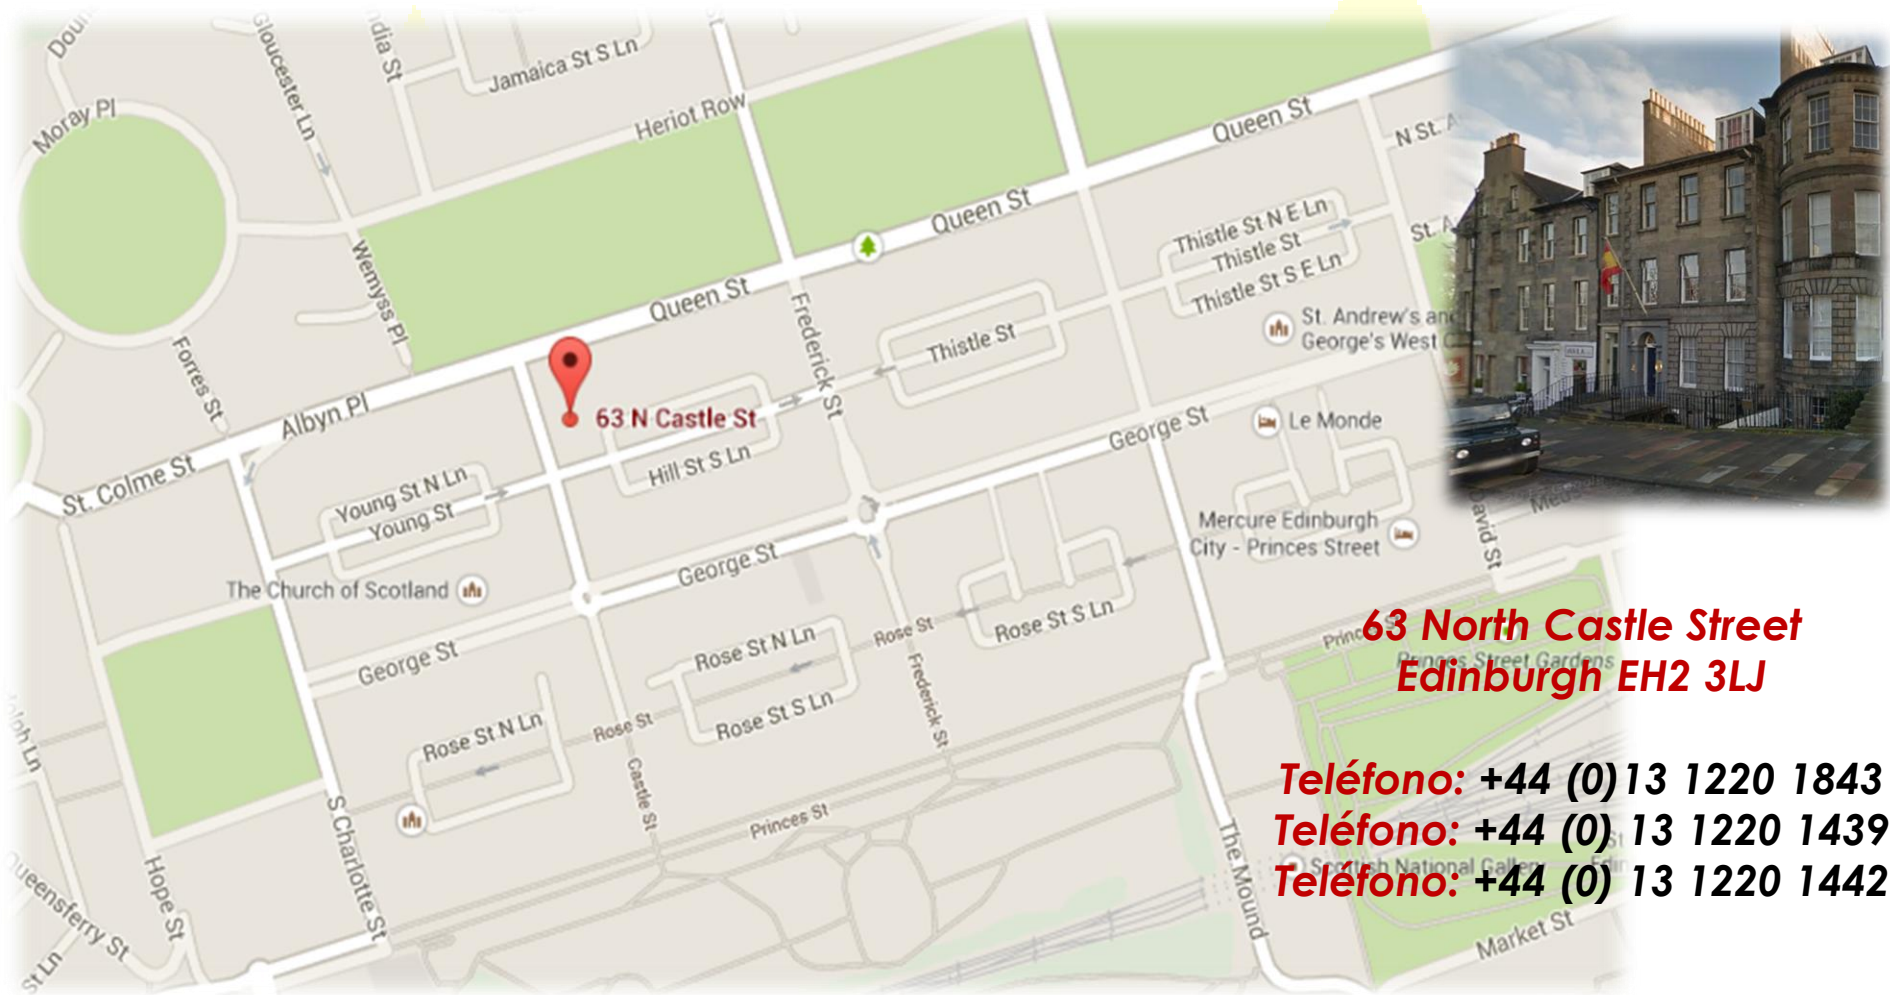 Jamaica St S Ln
Gloucester Ln
Moray Pl
Heriot Row
Queen St
Queen St
Queen St
Wemyss Pl
Thistle St N E Ln
Thistle St
Thistle St S E Ln
Frederick St
Thistle St
St. Andrew's and
George's West
Forres St
Albyn Pl
63 N Castle St
George St
Le Monde
St. Colme St
Hill St S Ln
Young St N Ln
Young St
Mercure Edinburgh
City - Princes Street
David St
George St
The Church of Scotland
Rose St S Ln
Rose St
Rose St N Ln
George St
Frederick St
Rose St S Ln
Rose St
Rose St N Ln
Castle St
Princes St
S Charlotte St
Hope St
Queensferry St
St Ln
The Mound
Market St
Princes Street Gardens
Scottish National Gallery
63 North Castle Street
Edinburgh EH2 3LJ
Teléfono: +44 (0)13 1220 1843
Teléfono: +44 (0) 13 1220 1439
Teléfono: +44 (0) 13 1220 1442